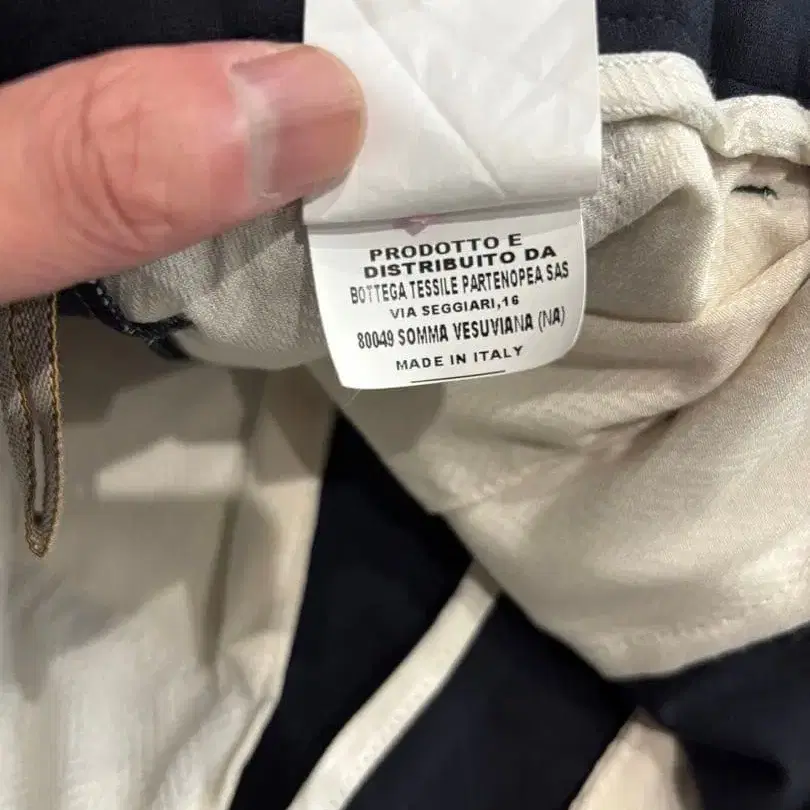 PRODOTTO E
DISTRIBUITO DA
BOTTEGA TESSILE PARTENOPEA SAS
VIA SEGGIARI,16
80049 SOMMA VESUVIANA (NA)
MADE IN ITALY